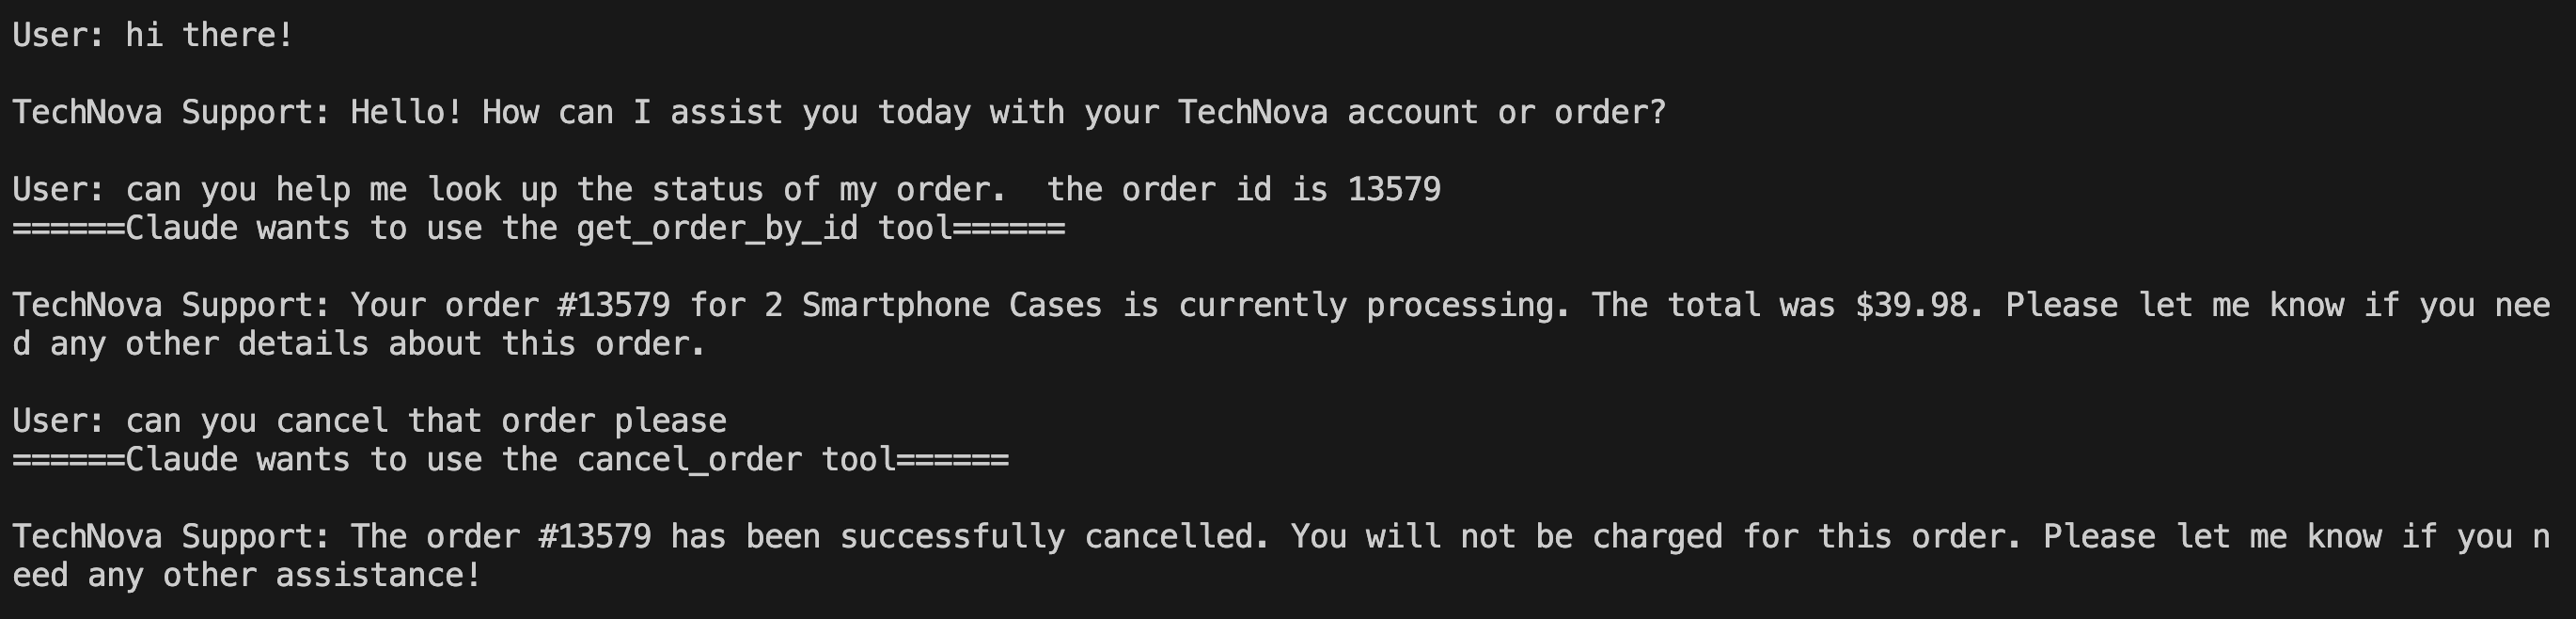 User: hi there!
TechNova Support: Hello! How can I assist you today with your TechNova account or order?
User: can you help me look up the status of my order.  the order id is 13579
======Claude wants to use the get_order_by_id tool======
TechNova Support: Your order #13579 for 2 Smartphone Cases is currently processing. The total was $39.98. Please let me know if you nee
d any other details about this order.
User: can you cancel that order please
======Claude wants to use the cancel_order tool======
TechNova Support: The order #13579 has been successfully cancelled. You will not be charged for this order. Please let me know if you n
eed any other assistance!